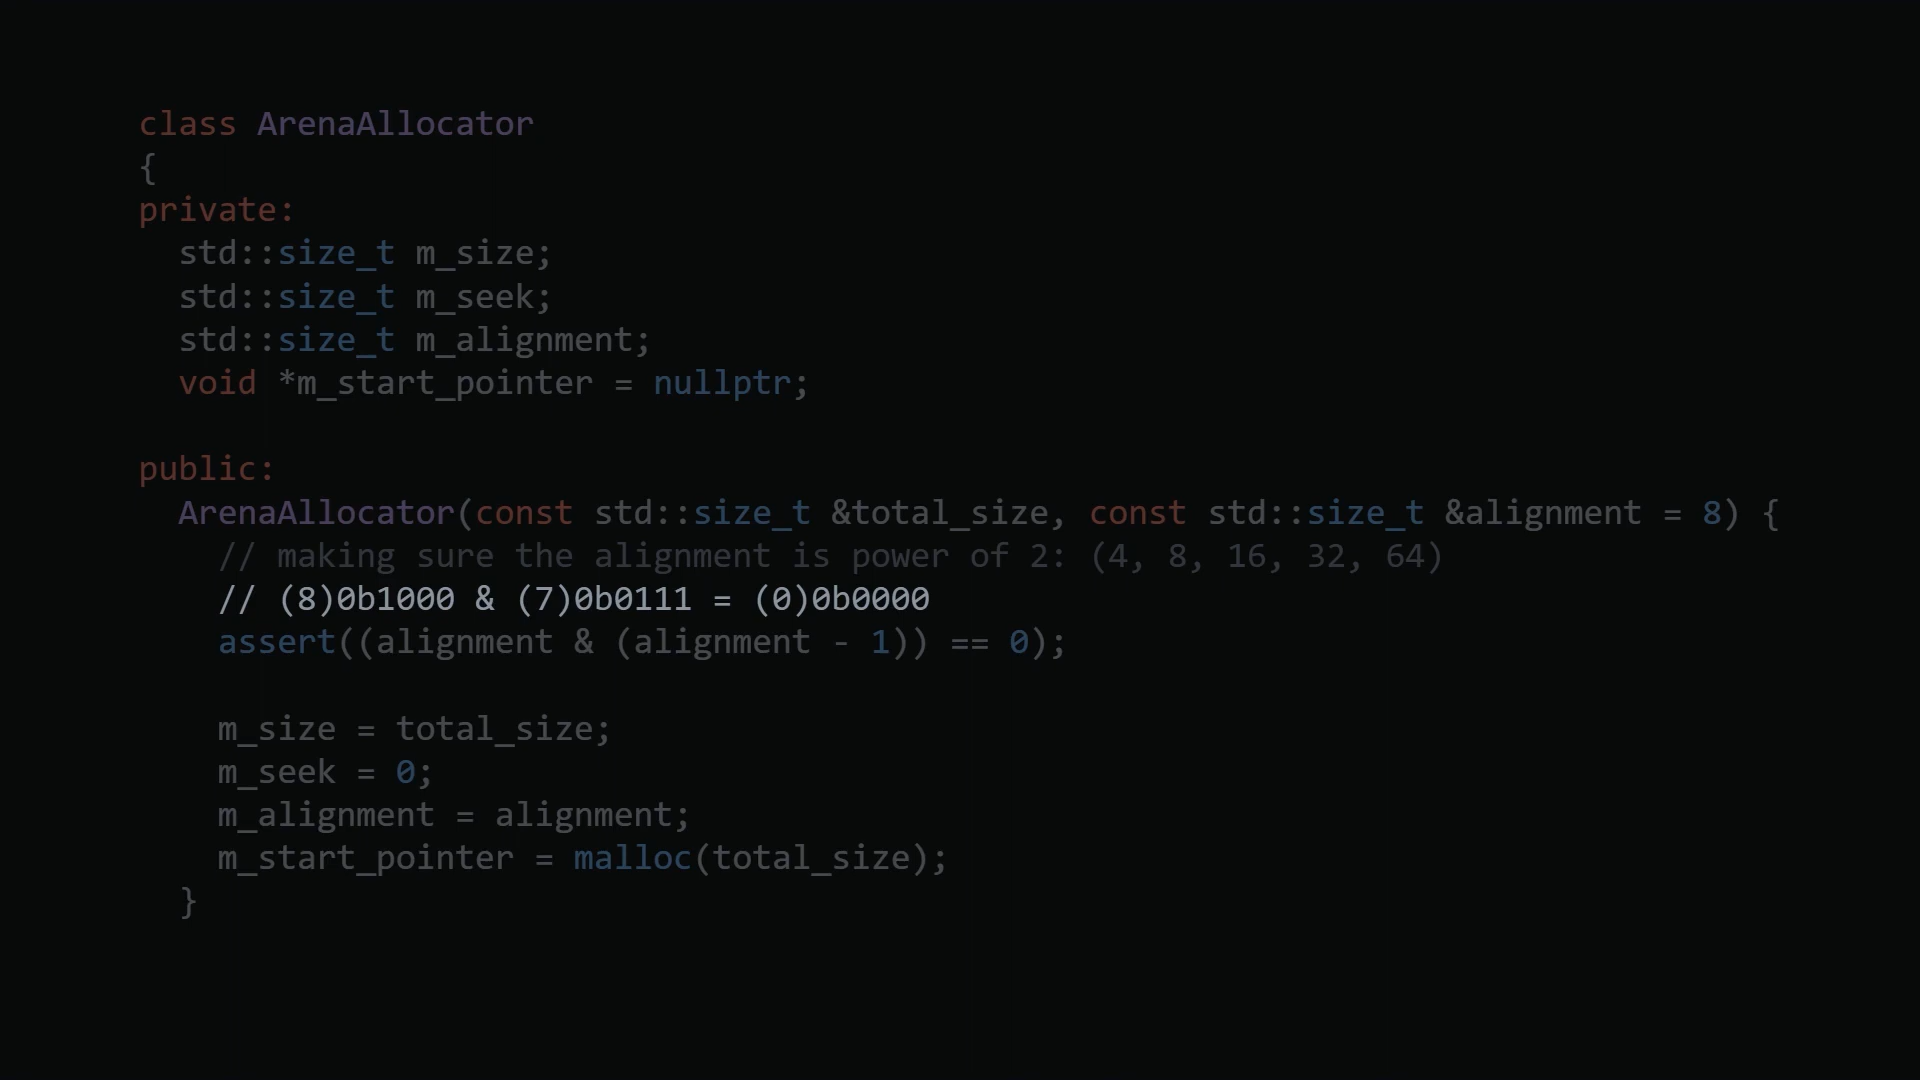 class ArenaAllocator
{
private:
  std::size_t m_size;
  std::size_t m_seek;
  std::size_t m_alignment;
  void *m_start_pointer = nullptr;

public:
  ArenaAllocator(const std::size_t &total_size, const std::size_t &alignment = 8) {
    // making sure the alignment is power of 2: (4, 8, 16, 32, 64)
    // (8)0b1000 & (7)0b0111 = (0)0b0000
    assert((alignment & (alignment - 1)) == 0);

    m_size = total_size;
    m_seek = 0;
    m_alignment = alignment;
    m_start_pointer = malloc(total_size);
  }